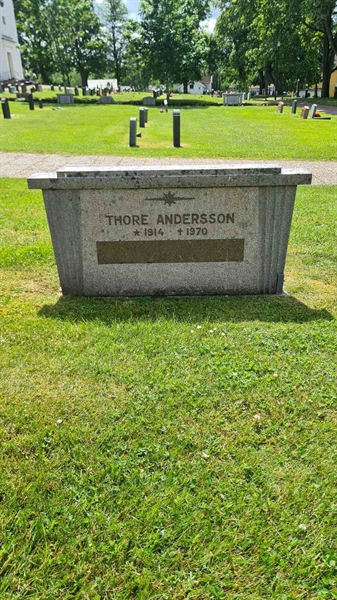 THORE ANDERSSON
★ 1914 ✝ 1970